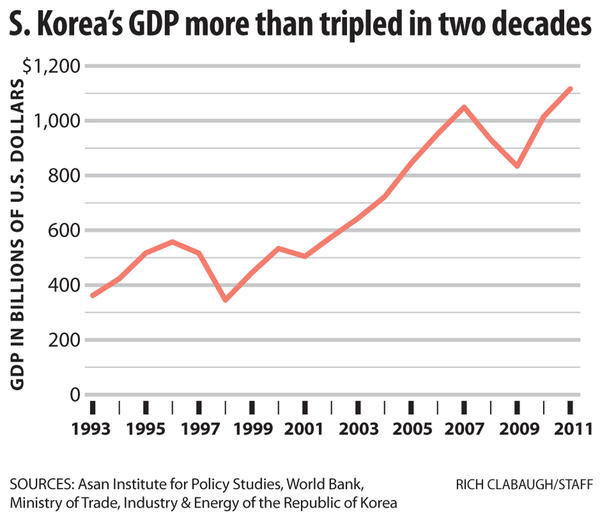 S. Korea's GDP more than tripled in two decades
GDP IN BILLIONS OF U.S. DOLLARS
$1,200
1,000
800
600
400
200
0
1993 1995 1997 1999 2001 2003 2005 2007 2009 2011
SOURCES: Asan Institute for Policy Studies, World Bank,
Ministry of Trade, Industry & Energy of the Republic of Korea
RICH CLABAUGH/STAFF